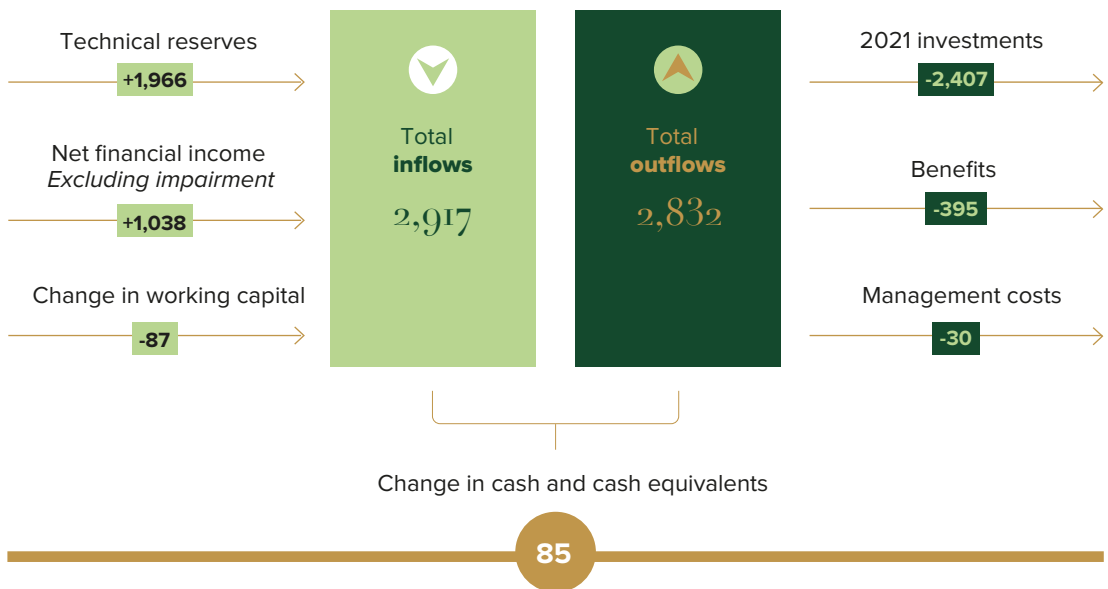 Technical reserves
+1,966
Net financial income
Excluding impairment
+1,038
Change in working capital
-87
Total
inflows
2,917
Total
outflows
2,832
2021 investments
-2,407
Benefits
-395
Management costs
-30
Change in cash and cash equivalents
85